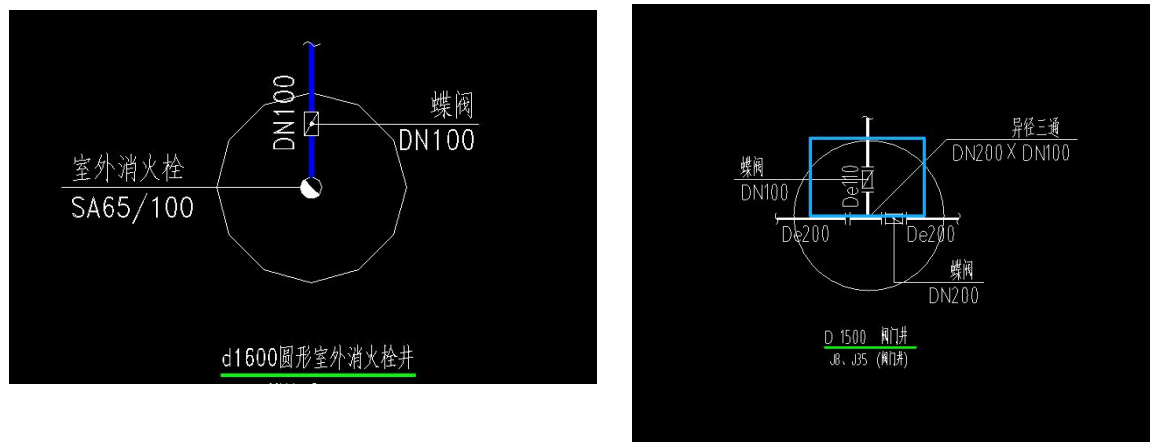 DN100
蝶阀
DN100
室外消火栓
SA65/100
d1600圆形室外消火栓井
异径三通
DN200×DN100
蝶阀
DN100
De110
De200
De200
蝶阀
DN200
D 1500 阀门井
J8、J35 (阀门井)